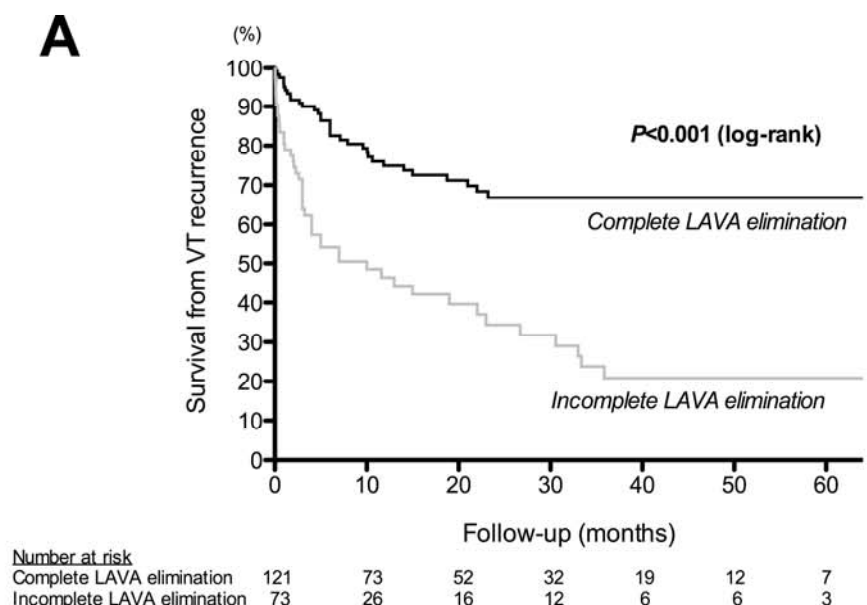 A
(%)
100
90
80
70
60
50
40
30
20
10
0
Survival from VT recurrence
P<0.001 (log-rank)
Complete LAVA elimination
Incomplete LAVA elimination
0 10 20 30 40 50 60
Follow-up (months)
Number at risk
Complete LAVA elimination 121 73 52 32 19 12 7
Incomplete LAVA elimination 73 26 16 12 6 6 3